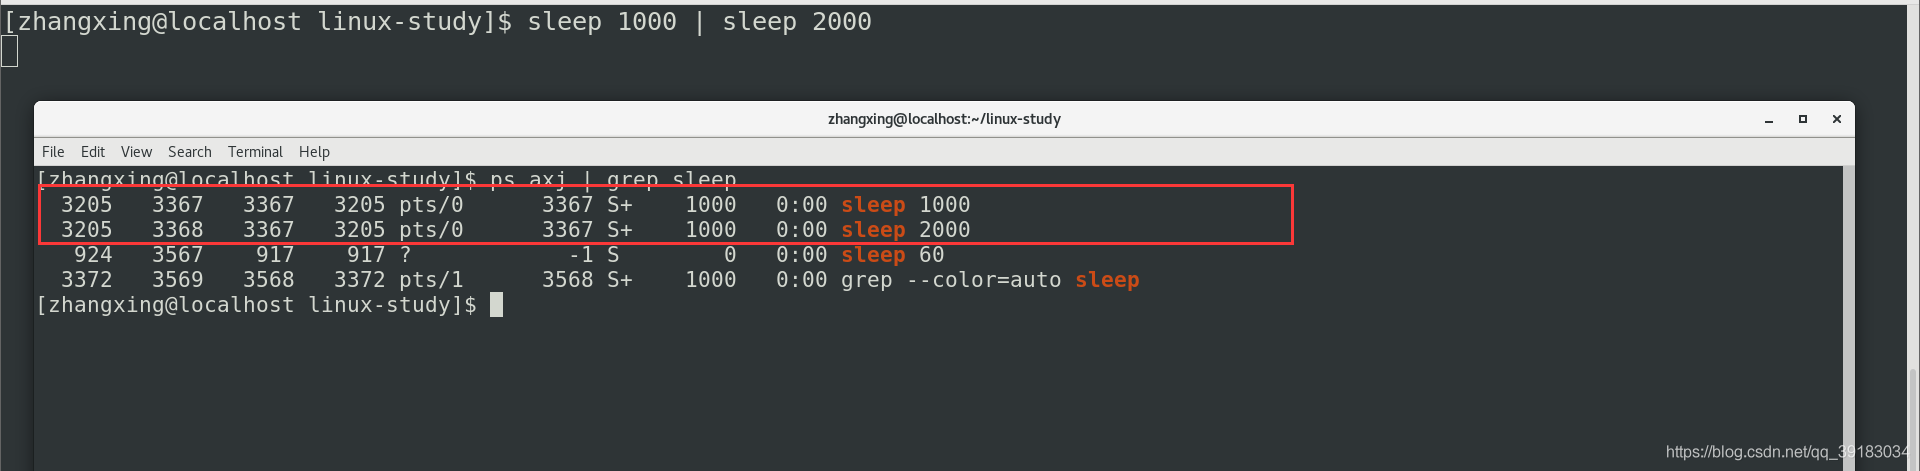 [zhangxing@localhost linux-study]$ sleep 1000 | sleep 2000
zhangxing@localhost:~/linux-study
File Edit View Search Terminal Help
[zhangxing@localhost linux-study]$ ps axj | grep sleep
3205 3367 3367 3205 pts/0 3367 S+ 1000 0:00 sleep 1000
3205 3368 3367 3205 pts/0 3367 S+ 1000 0:00 sleep 2000
924 3567 917 917 ? -1 S 0 0:00 sleep 60
3372 3569 3568 3372 pts/1 3568 S+ 1000 0:00 grep --color=auto sleep
[zhangxing@localhost linux-study]$
https://blog.csdn.net/qq_39183034